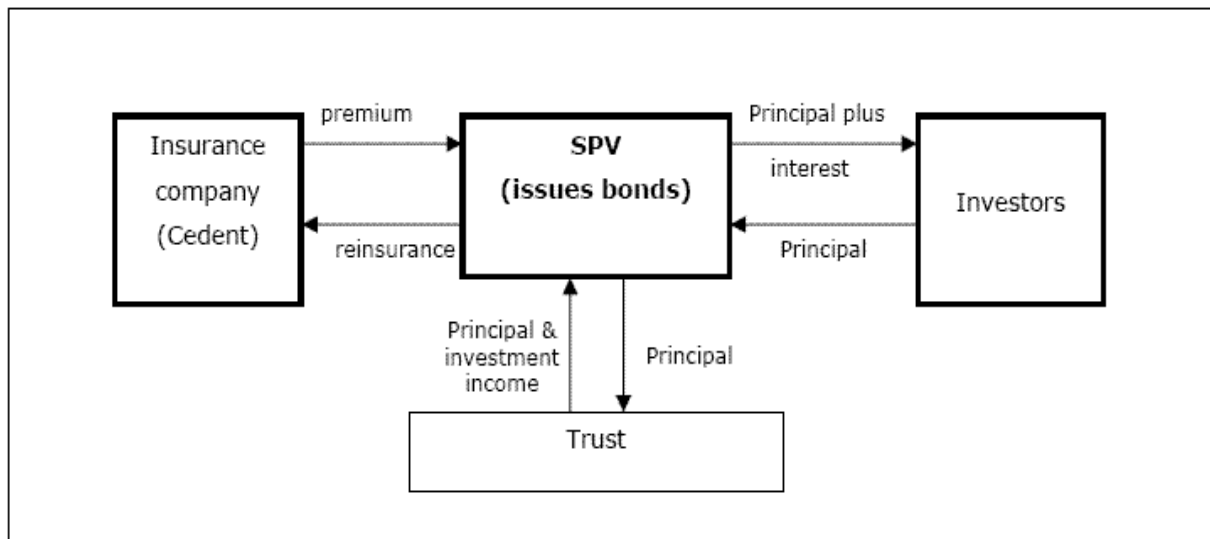 Insurance
company
(Cedent)
premium
reinsurance
SPV
(issues bonds)
Principal plus
interest
Principal
Investors
Principal &
investment
income
Principal
Trust